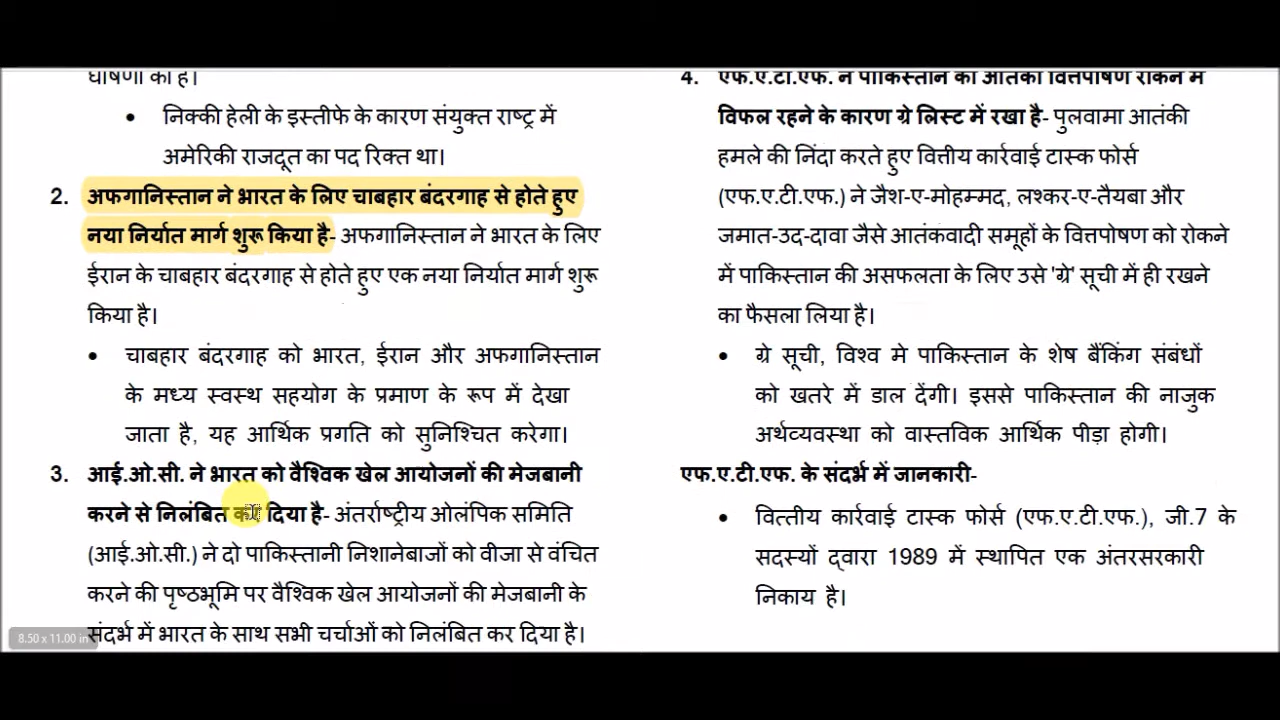 घोषणा की है।
• निक्की हेली के इस्तीफे के कारण संयुक्त राष्ट्र में
अमेरिकी राजदूत का पद रिक्त था।
2. अफगानिस्तान ने भारत के लिए चाबहार बंदरगाह से होते हुए
नया निर्यात मार्ग शुरू किया है- अफगानिस्तान ने भारत के लिए
ईरान के चाबहार बंदरगाह से होते हुए एक नया निर्यात मार्ग शुरू
किया है।
• चाबहार बंदरगाह को भारत, ईरान और अफगानिस्तान
के मध्य स्वस्थ सहयोग के प्रमाण के रूप में देखा
जाता है, यह आर्थिक प्रगति को सुनिश्चित करेगा।
3. आई.ओ.सी. ने भारत को वैश्विक खेल आयोजनों की मेजबानी
करने से निलंबित कर दिया है- अंतर्राष्ट्रीय ओलंपिक समिति
(आई.ओ.सी.) ने दो पाकिस्तानी निशानेबाजों को वीजा से वंचित
करने की पृष्ठभूमि पर वैश्विक खेल आयोजनों की मेजबानी के
संदर्भ में भारत के साथ सभी चर्चाओं को निलंबित कर दिया है।
8.50 x 11.00 in
4. एफ.ए.टी.एफ. ने पाकिस्तान को आतंकी वित्तपोषण रोकने में
विफल रहने के कारण ग्रे लिस्ट में रखा है- पुलवामा आतंकी
हमले की निंदा करते हुए वित्तीय कार्रवाई टास्क फोर्स
(एफ.ए.टी.एफ.) ने जैश-ए-मोहम्मद, लश्कर-ए-तैयबा और
जमात-उद-दावा जैसे आतंकवादी समूहों के वित्तपोषण को रोकने
में पाकिस्तान की असफलता के लिए उसे 'ग्रे' सूची में ही रखने
का फैसला लिया है।
• ग्रे सूची, विश्व मे पाकिस्तान के शेष बैंकिंग संबंधों
को खतरे में डाल देंगी। इससे पाकिस्तान की नाजुक
अर्थव्यवस्था को वास्तविक आर्थिक पीड़ा होगी।
एफ.ए.टी.एफ. के संदर्भ में जानकारी-
• वित्तीय कार्रवाई टास्क फोर्स (एफ.ए.टी.एफ.), जी.7 के
सदस्यों द्वारा 1989 में स्थापित एक अंतरसरकारी
निकाय है।